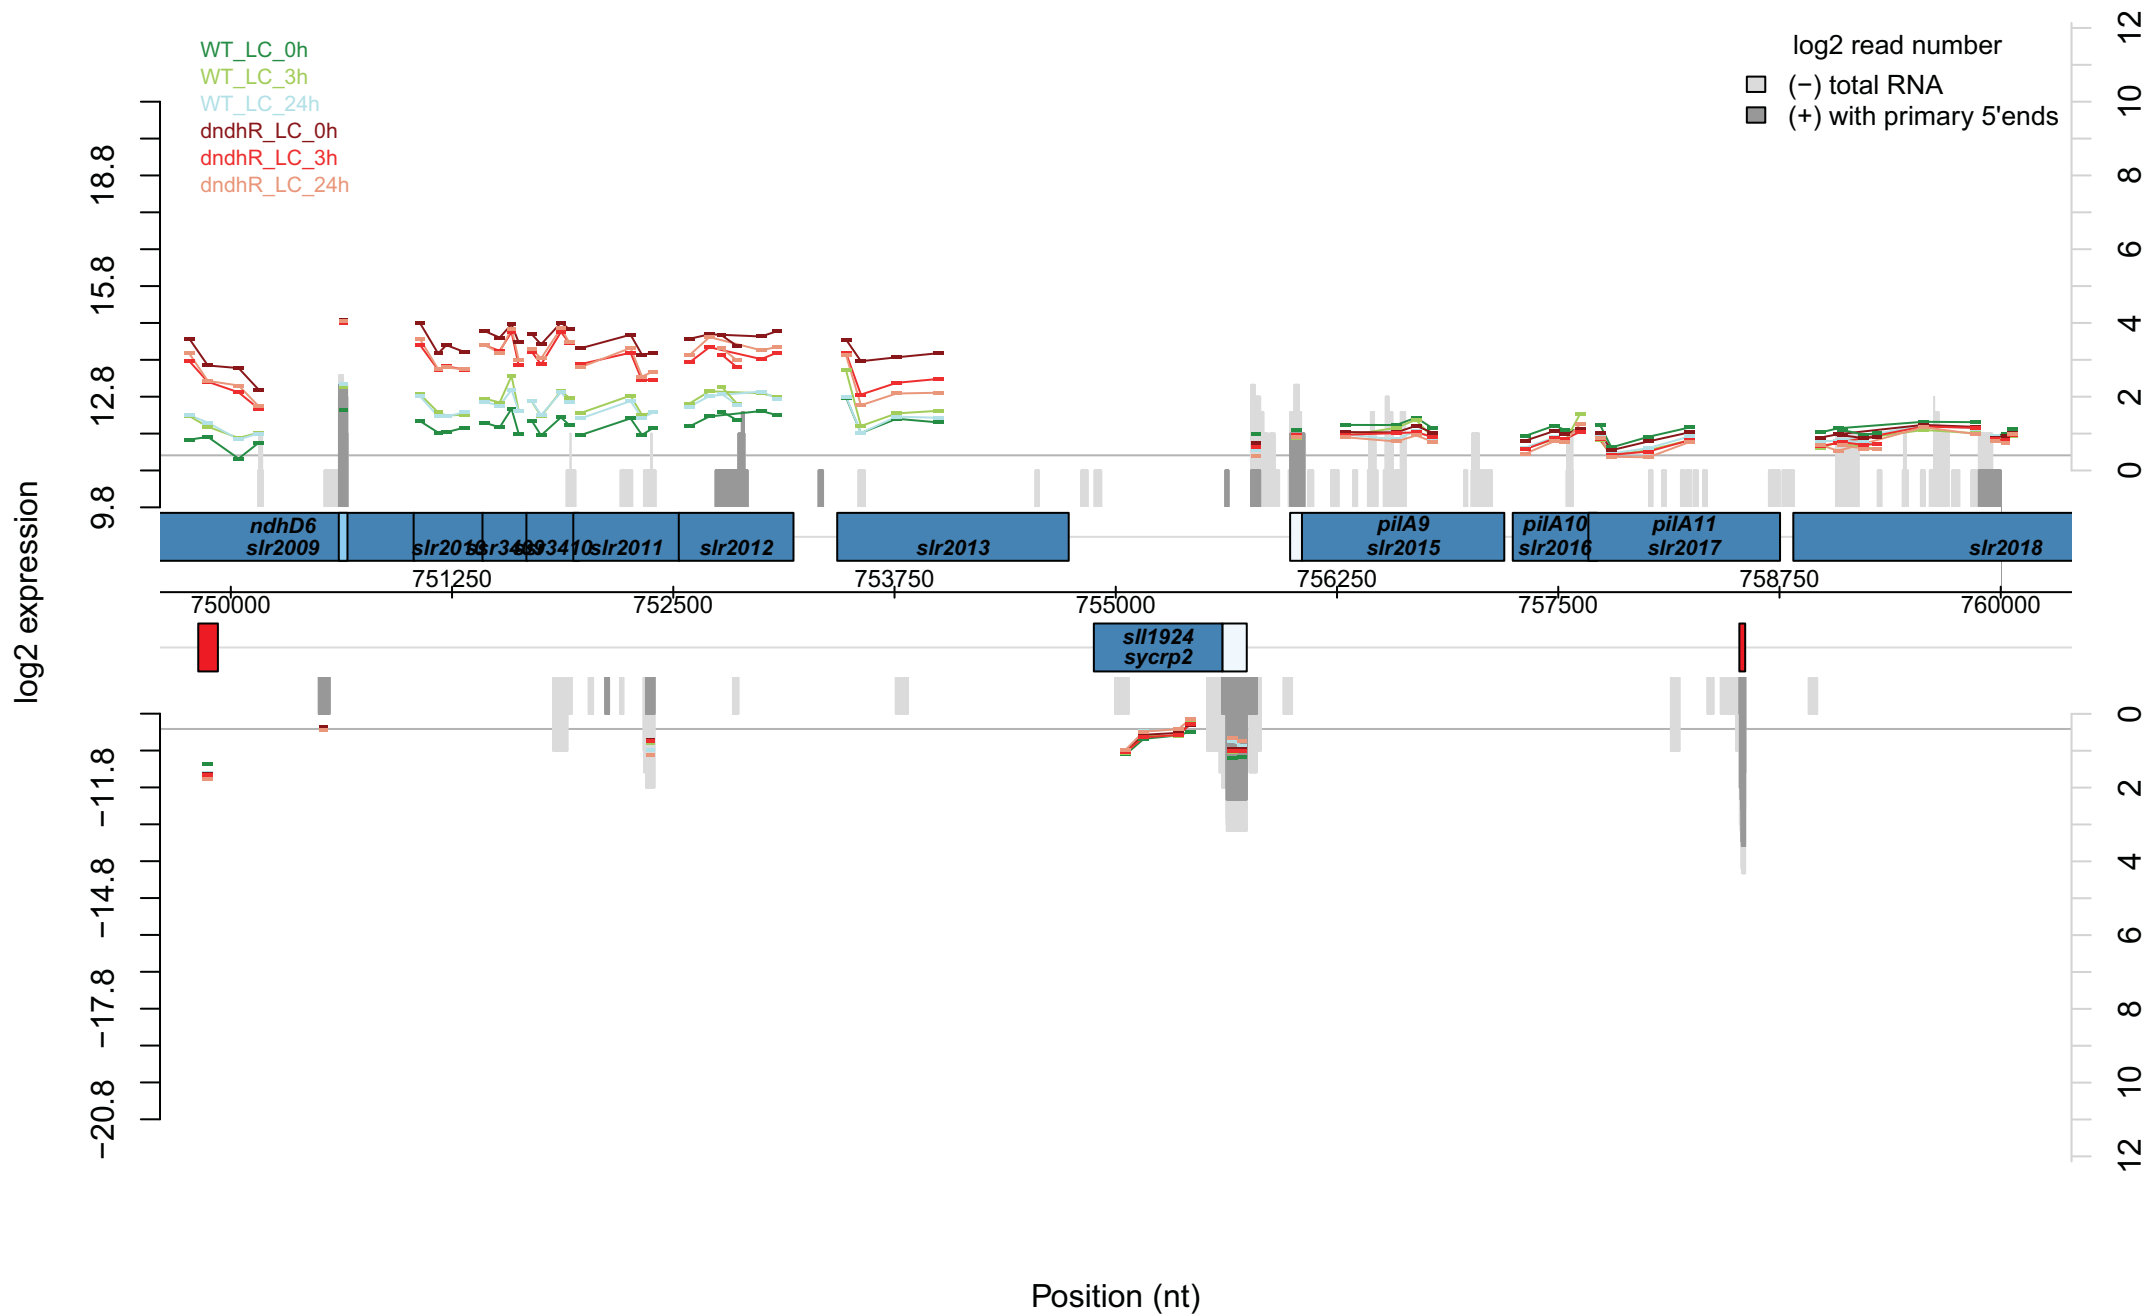 WT_LC_0h
WT_LC_3h
WT_LC_24h
dndhR_LC_0h
dndhR_LC_3h
dndhR_LC_24h
log2 read number
(−) total RNA
(+) with primary 5'ends
log2 expression
18.8
15.8
12.8
9.8
12
10
8
6
4
2
0
ndhD6
slr2009
slr2010
ssr3409
ssr3410
slr2011
slr2012
slr2013
pilA9
slr2015
pilA10
slr2016
pilA11
slr2017
slr2018
751250
753750
756250
758750
750000
752500
755000
757500
760000
sll1924
sycrp2
−11.8
−14.8
−17.8
−20.8
0
2
4
6
8
10
12
Position (nt)